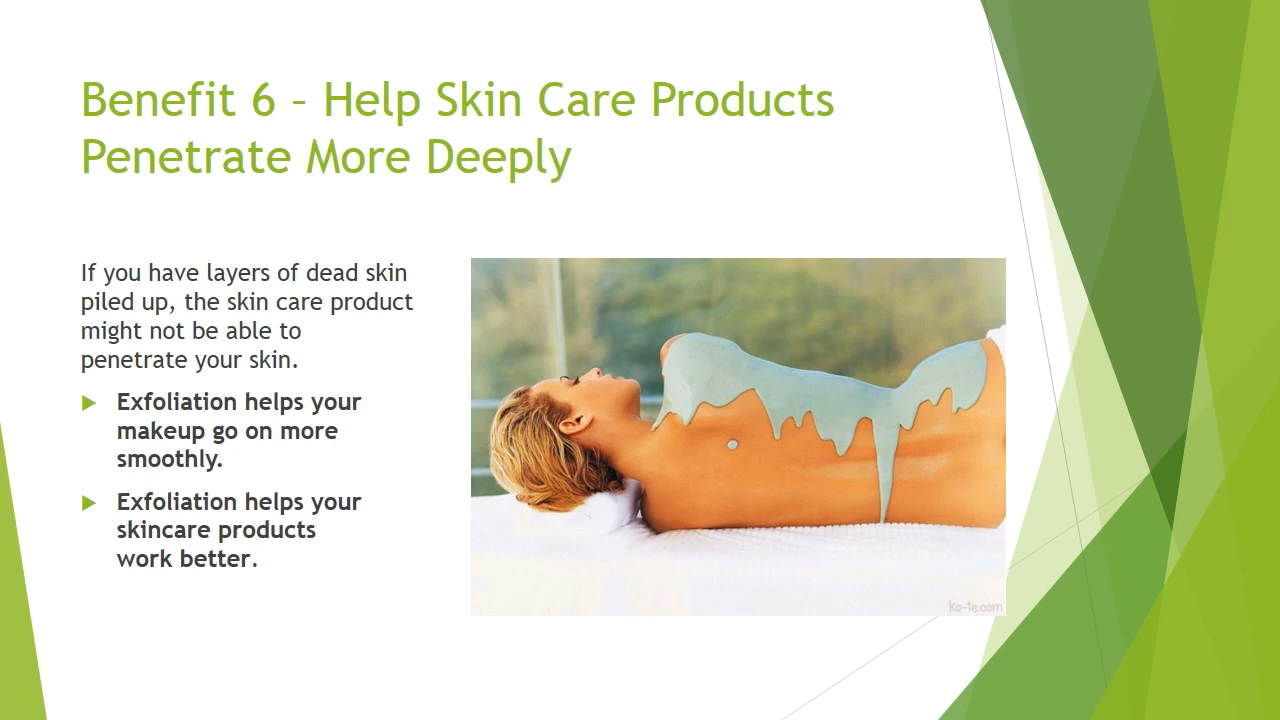 Benefit 6 – Help Skin Care Products
Penetrate More Deeply
If you have layers of dead skin
piled up, the skin care product
might not be able to
penetrate your skin.
Exfoliation helps your
makeup go on more
smoothly.
Exfoliation helps your
skincare products
work better.
ko-te.com